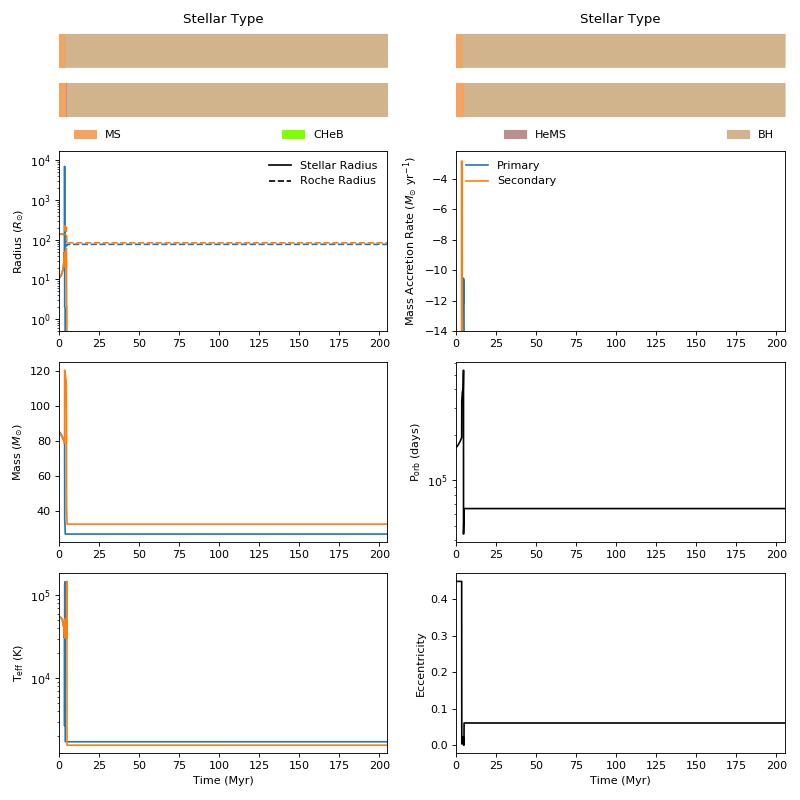 Stellar Type Stellar Type
MS CHeB HeMS BH
Radius (R⊙)
10⁴
10³
10²
10¹
10⁰
Stellar Radius
Roche Radius
0 25 50 75 100 125 150 175 200
Mass Accretion Rate (M⊙ yr⁻¹)
−4
−6
−8
−10
−12
−14
Primary
Secondary
0 25 50 75 100 125 150 175 200
Mass (M⊙)
120
100
80
60
40
0 25 50 75 100 125 150 175 200
Porb (days)
10⁵
0 25 50 75 100 125 150 175 200
Teff (K)
10⁵
10⁴
0 25 50 75 100 125 150 175 200
Time (Myr)
Eccentricity
0.4
0.3
0.2
0.1
0.0
0 25 50 75 100 125 150 175 200
Time (Myr)